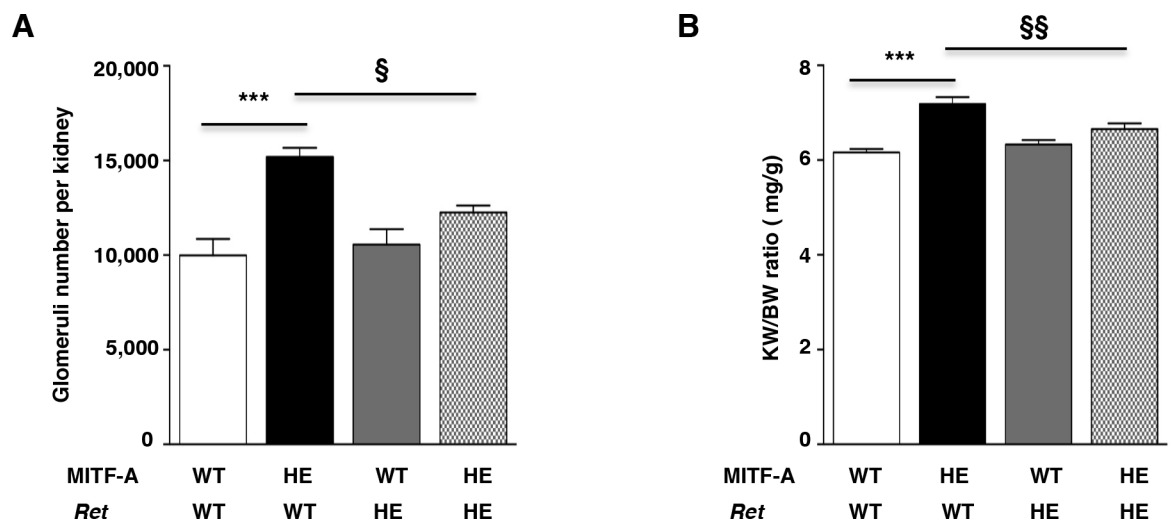 A
B
Glomeruli number per kidney
20,000
15,000
10,000
5,000
0
***
§
MITF-A WT HE WT HE
Ret WT WT HE HE
KW/BW ratio ( mg/g)
8
6
4
2
0
***
§§
MITF-A WT HE WT HE
Ret WT WT HE HE